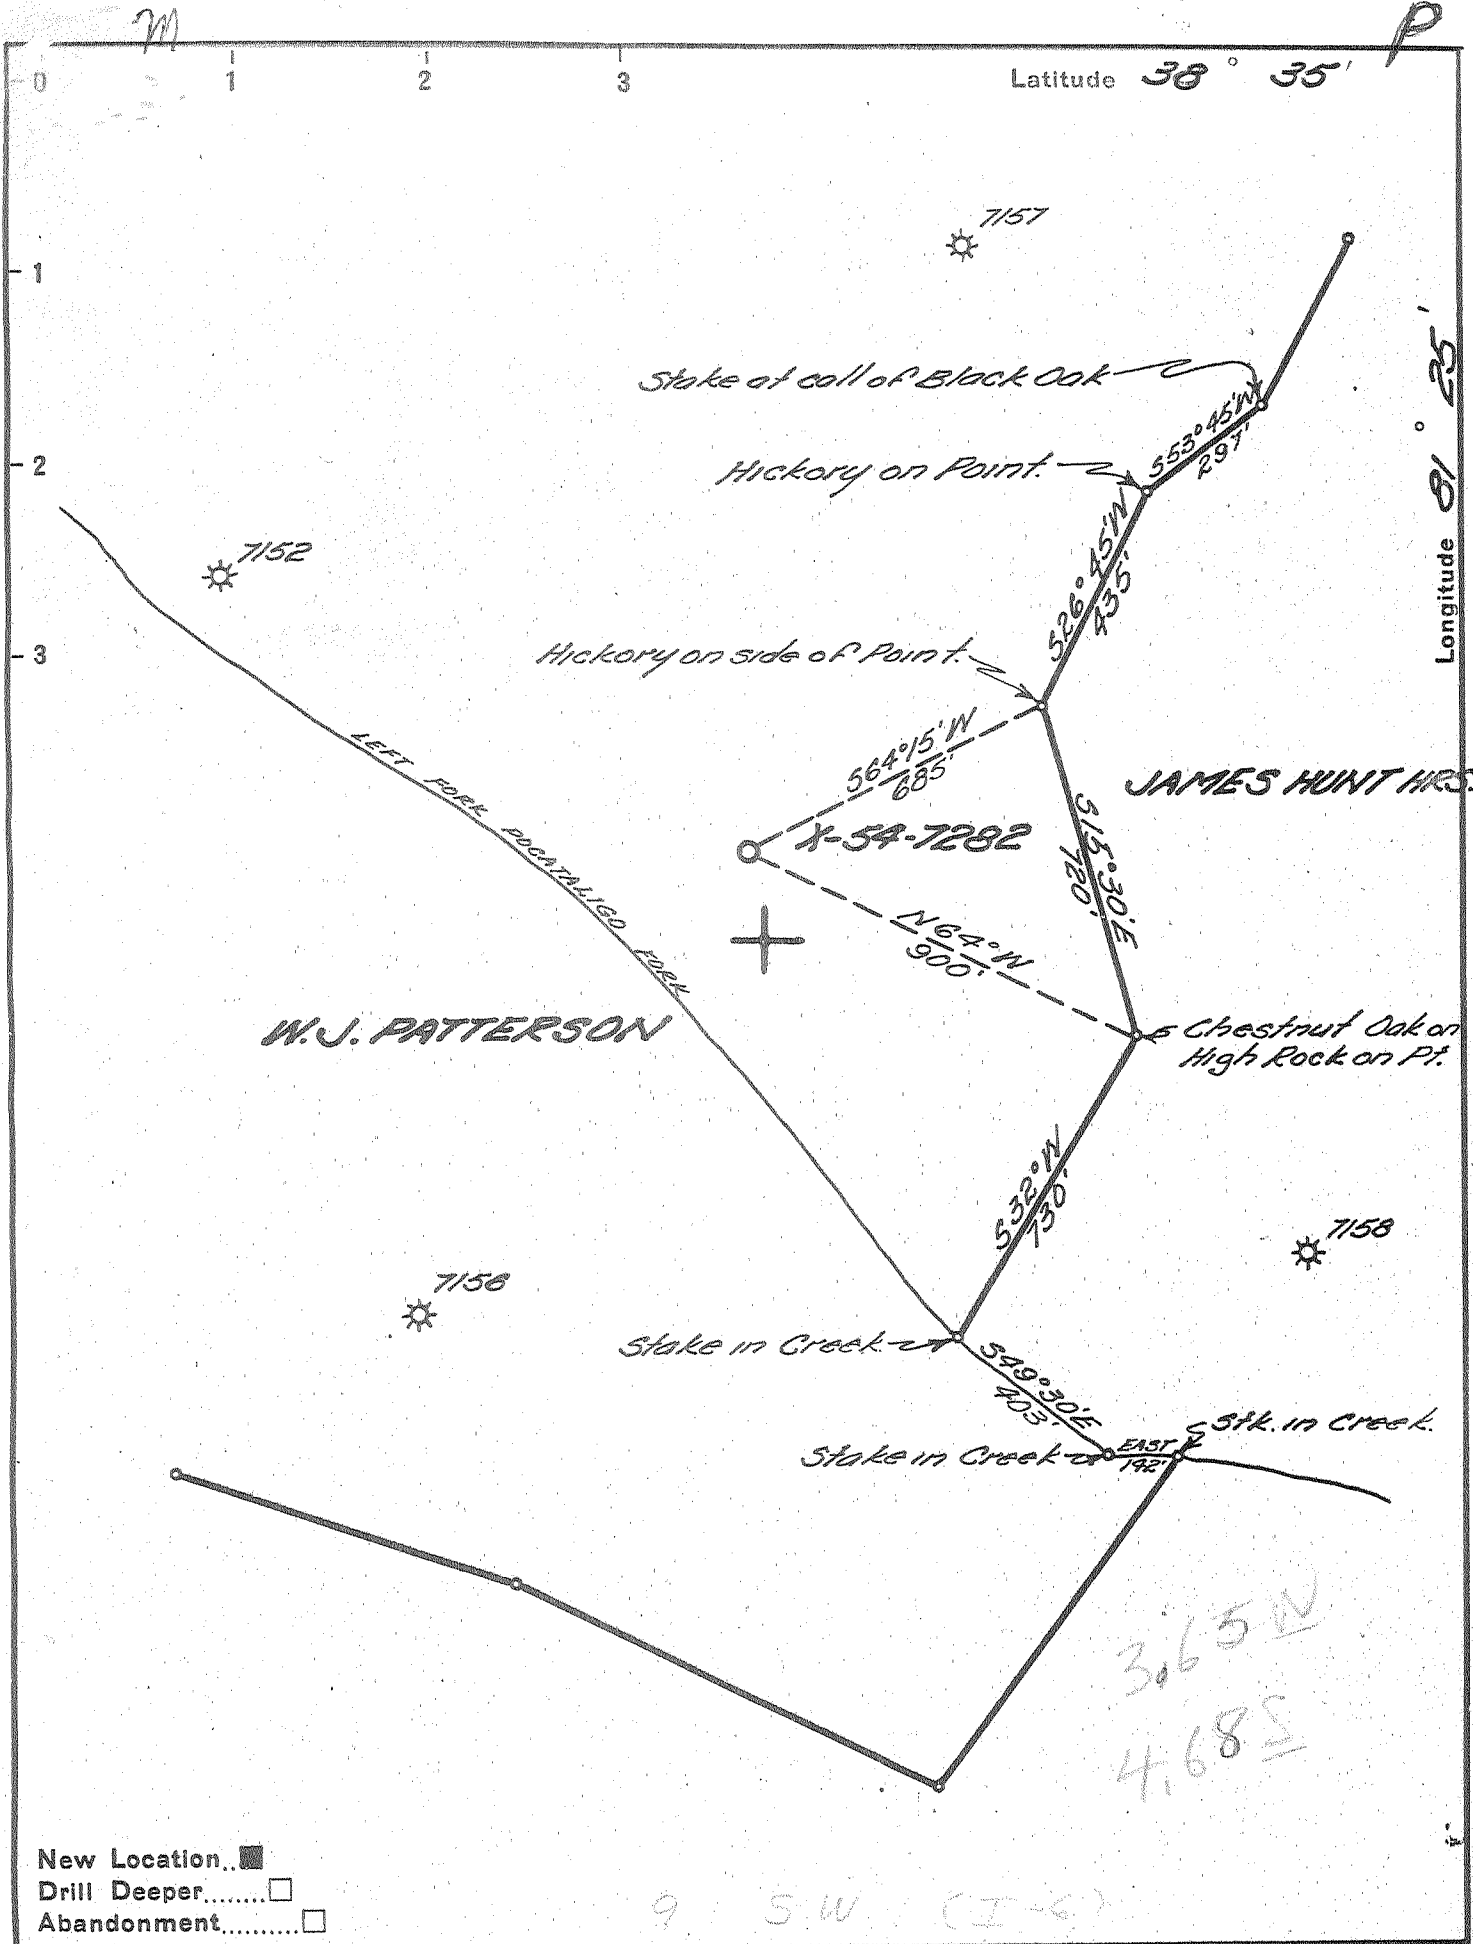 m
P
0 1 2 3
Latitude 38° 35'
7157
1
Longitude 81° 25'
Stake at call of Black Oak
S53°45'W
297'
2
Hickory on Point.
S26°45'W
435'
7152
3
Hickory on side of Point.
LEFT FORK POCATALIGO FORK
S64°15'W
685'
JAMES HUNT HRS.
X-54-7282
S15°30'E
720'
N64°W
900'
W.J. PATTERSON
Chestnut Oak on
High Rock on Pt.
S32°W
730'
7158
7156
Stake in Creek
S49°30'E
403'
Stk. in Creek.
Stake in Creek
EAST
192'
3.65 N
4.68 S
New Location..
Drill Deeper........
Abandonment..........
9 SW (I-6)